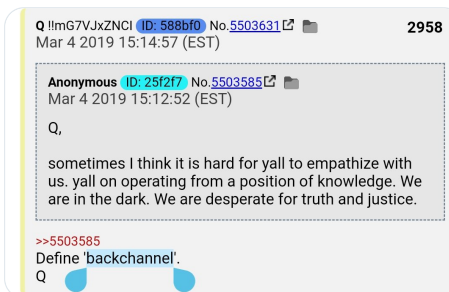 Q !!mG7VJxZNCI ID: 588bf0 No.5503631 2958
Mar 4 2019 15:14:57 (EST)
Anonymous ID: 25f2f7 No.5503585
Mar 4 2019 15:12:52 (EST)
Q,
sometimes I think it is hard for yall to empathize with
us. yall on operating from a position of knowledge. We
are in the dark. We are desperate for truth and justice.
>>5503585
Define 'backchannel'.
Q